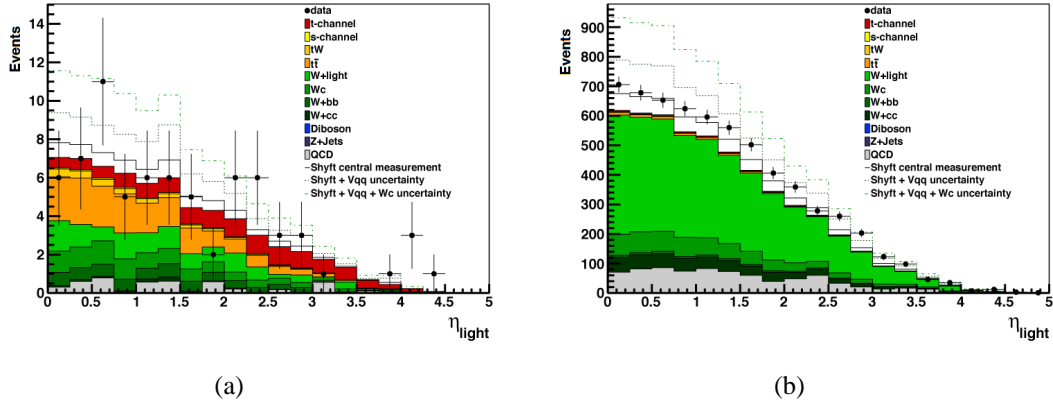 Events
14
12
10
8
6
4
2
0
0 0.5 1 1.5 2 2.5 3 3.5 4 4.5 5
η light
data
t-channel
s-channel
tW
tt̄
W+light
Wc
W+bb
W+cc
Diboson
Z+Jets
QCD
Shyft central measurement
Shyft + Vqq uncertainty
Shyft + Vqq + Wc uncertainty
(a)
Events
900
800
700
600
500
400
300
200
100
0
0 0.5 1 1.5 2 2.5 3 3.5 4 4.5 5
η light
data
t-channel
s-channel
tW
tt̄
W+light
Wc
W+bb
W+cc
Diboson
Z+Jets
QCD
Shyft central measurement
Shyft + Vqq uncertainty
Shyft + Vqq + Wc uncertainty
(b)